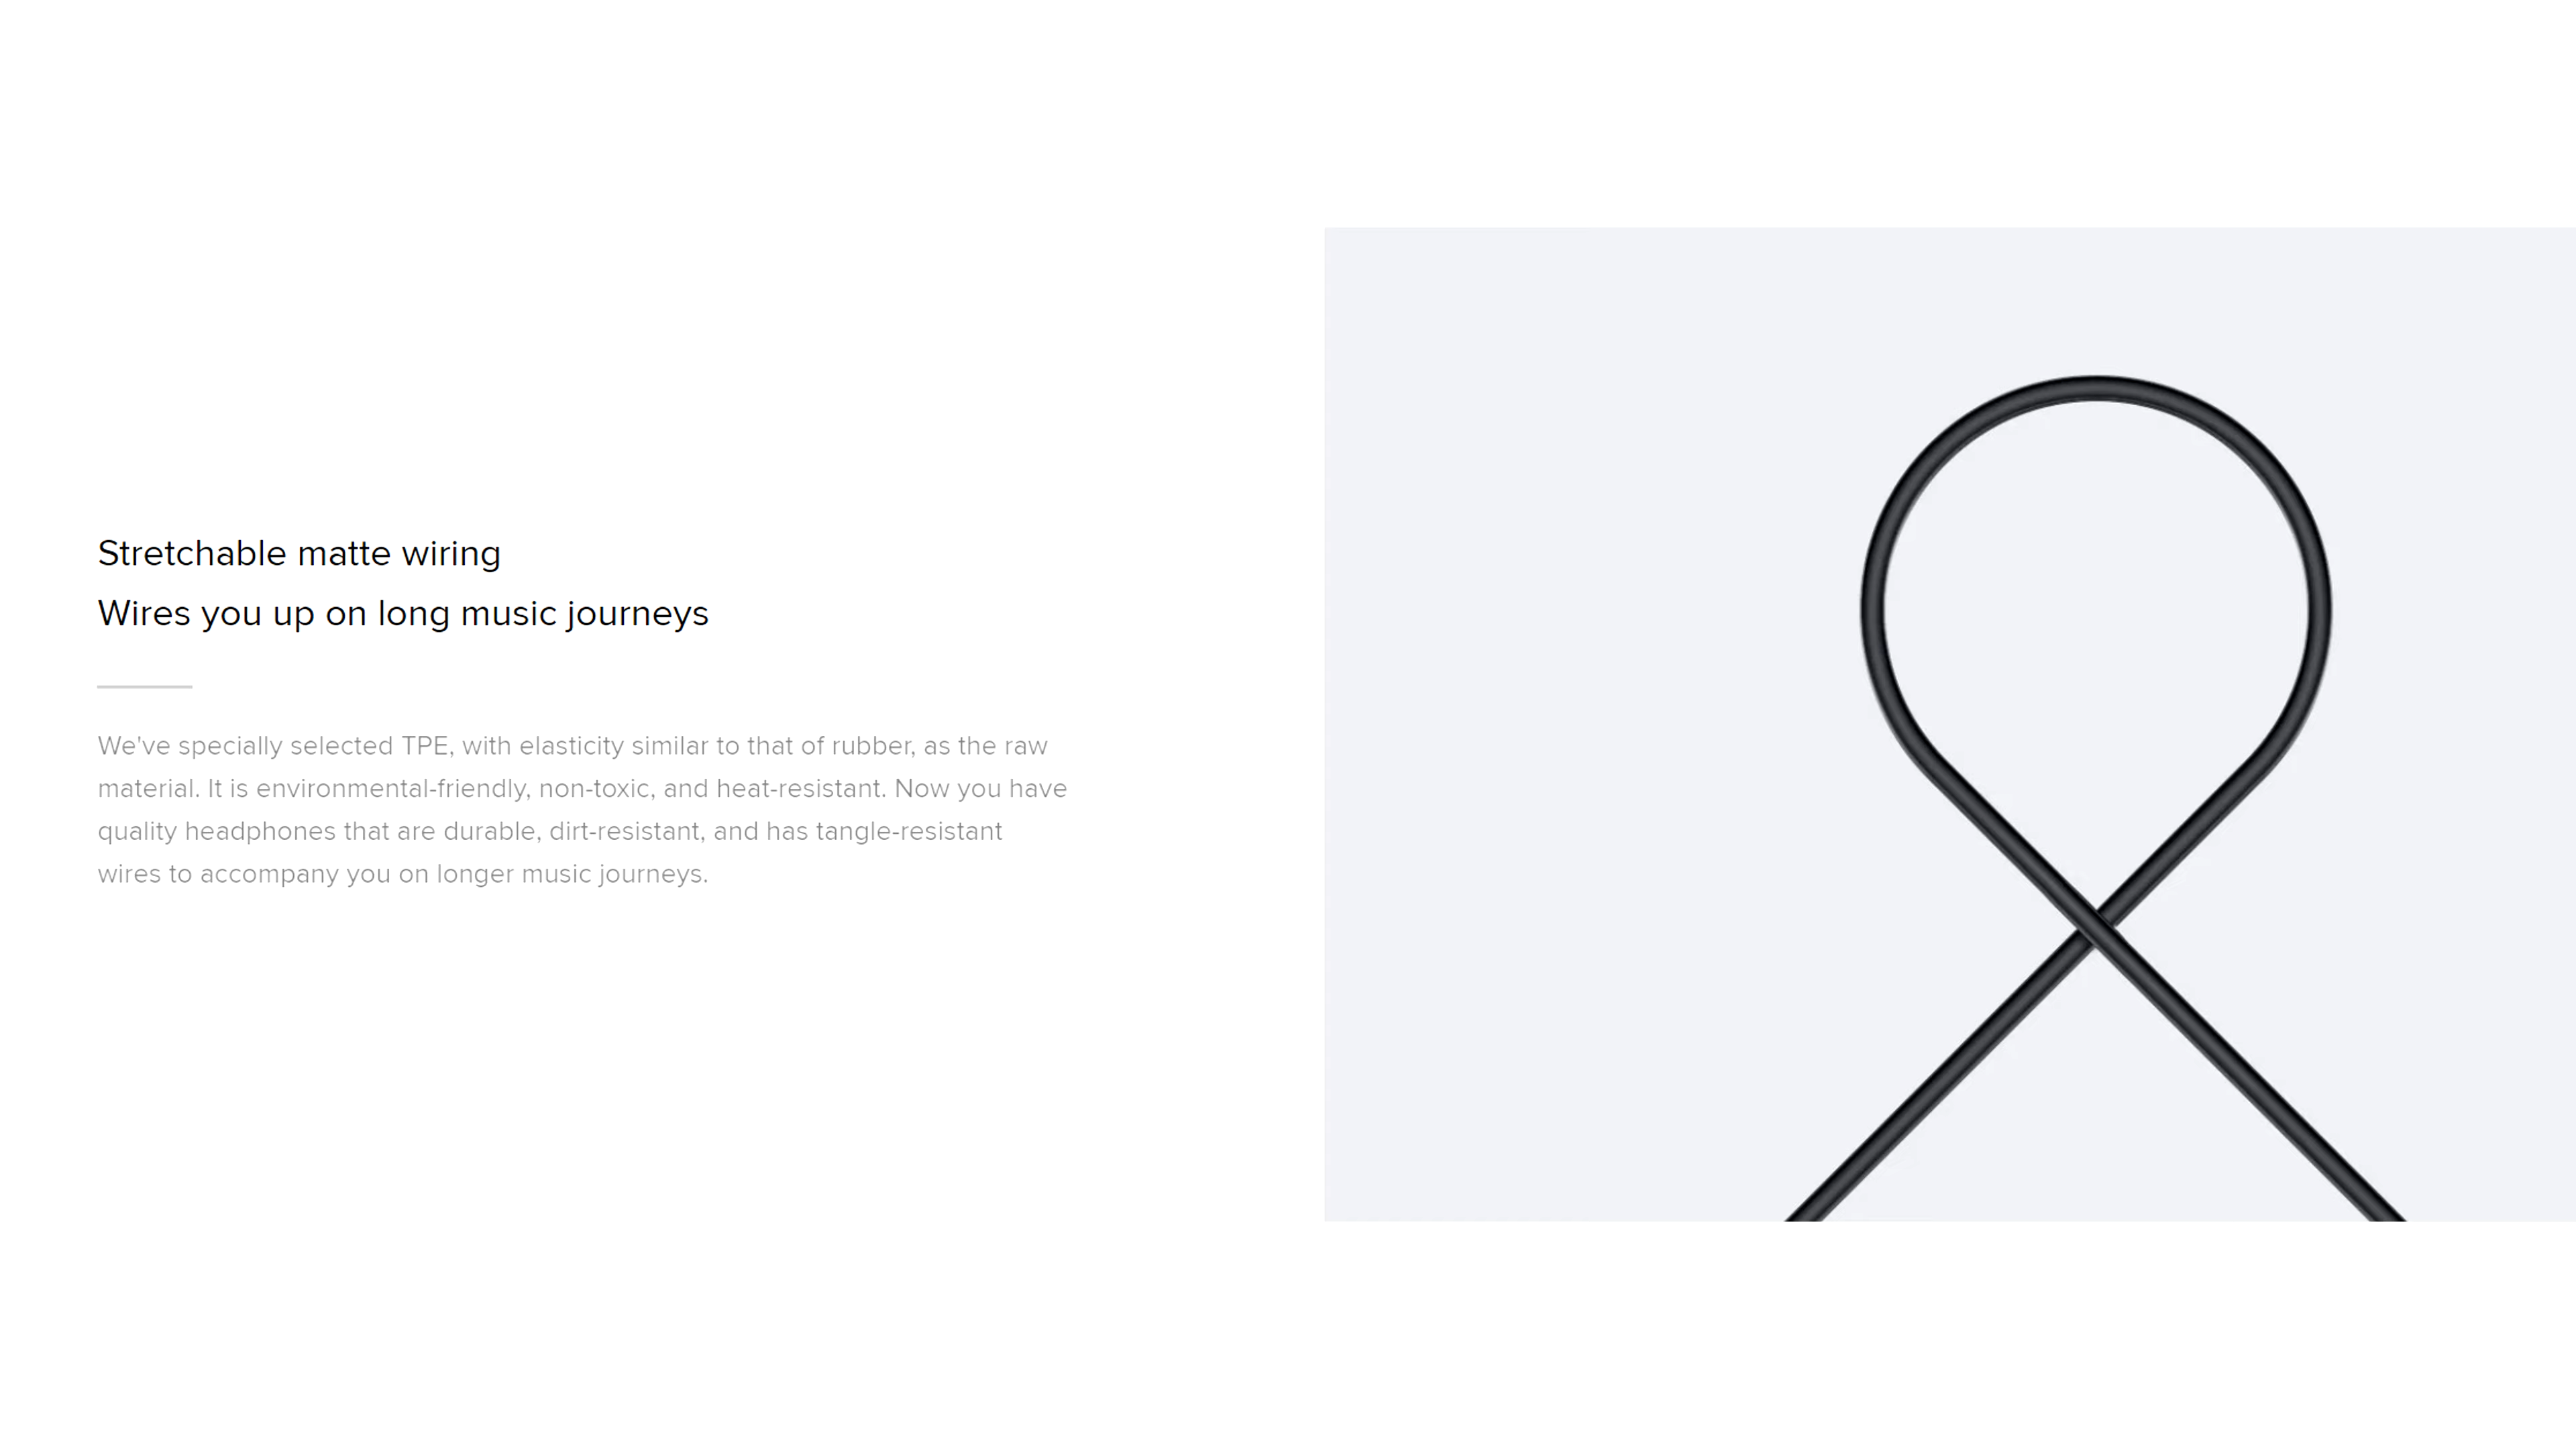 Stretchable matte wiring
Wires you up on long music journeys
We've specially selected TPE, with elasticity similar to that of rubber, as the raw
material. It is environmental-friendly, non-toxic, and heat-resistant. Now you have
quality headphones that are durable, dirt-resistant, and has tangle-resistant
wires to accompany you on longer music journeys.